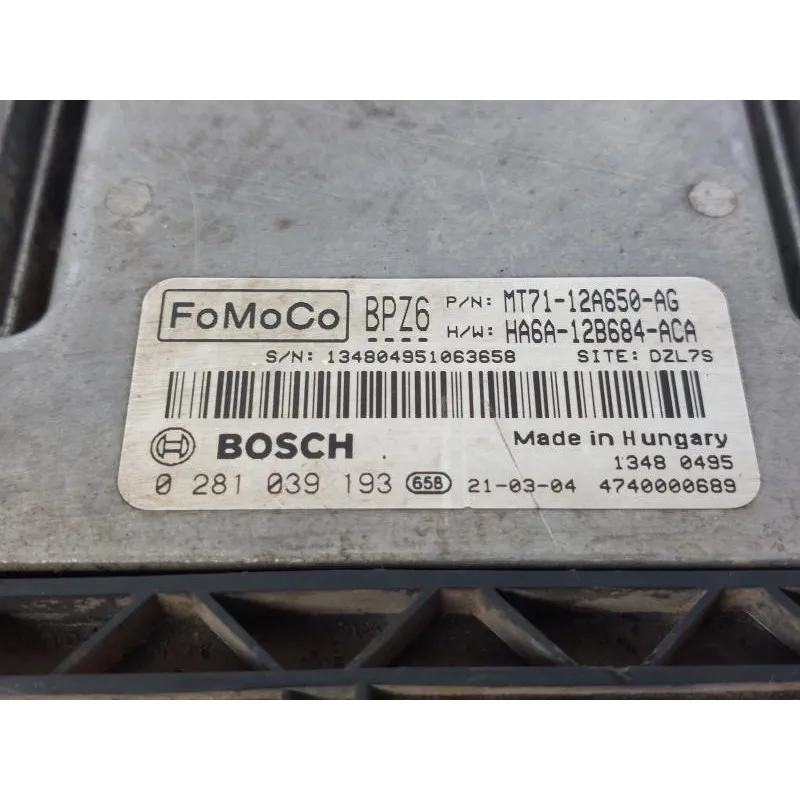 FoMoCo BPZ6 P/N: MT71-12A650-AG
H/W: HA6A-12B684-ACA
S/N: 134804951063658 SITE: DZL7S
BOSCH Made in Hungary
1348 0495
0 281 039 193 658 21-03-04 4740000689